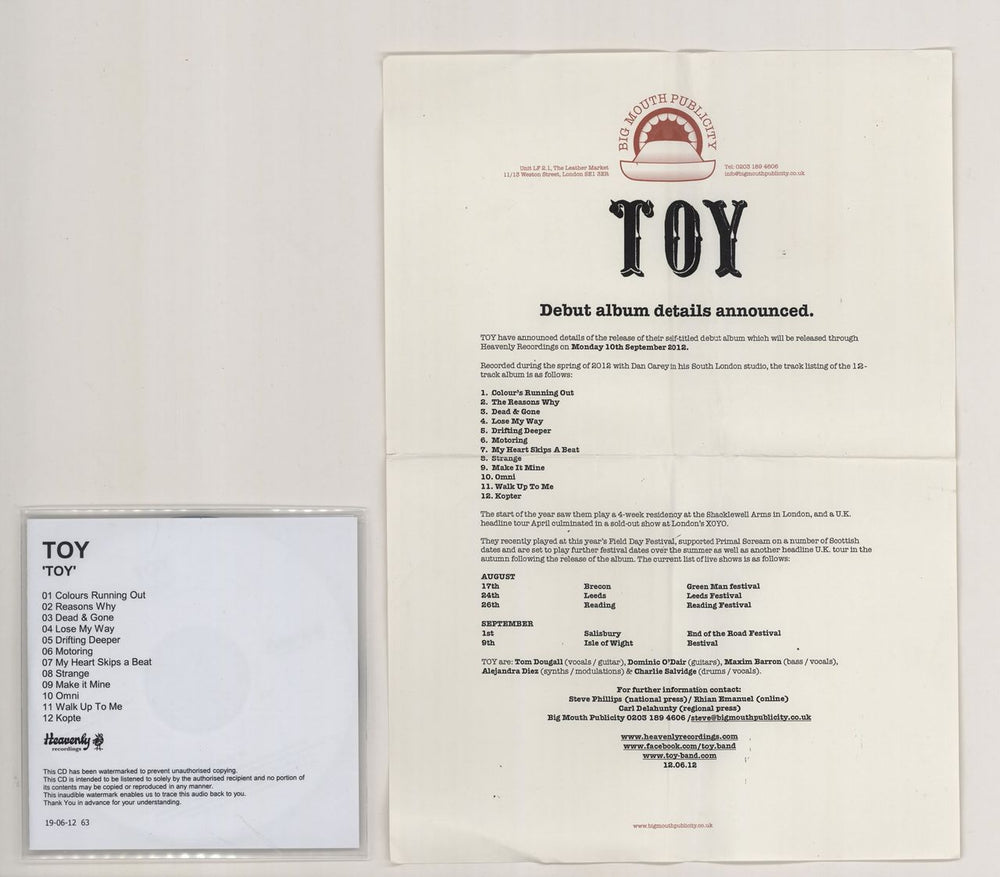 TOY
'TOY'
01 Colours Running Out
02 Reasons Why
03 Dead & Gone
04 Lose My Way
05 Drifting Deeper
06 Motoring
07 My Heart Skips a Beat
08 Strange
09 Make it Mine
10 Omni
11 Walk Up To Me
12 Kopte
Heavenly
recordings
This CD has been watermarked to prevent unauthorised copying.
This CD is intended to be listened to solely by the authorised recipient and no portion of
its contents may be copied or reproduced in any manner.
This inaudible watermark enables us to trace this audio back to you.
Thank You in advance for your understanding.
19-06-12 63
BIG MOUTH PUBLICITY
Unit LF 2.1, The Leather Market
11/13 Weston Street, London SE1 3ER
Tel: 0203 189 4606
info@bigmouthpublicity.co.uk
TOY
Debut album details announced.
TOY have announced details of the release of their self-titled debut album which will be released through
Heavenly Recordings on Monday 10th September 2012.
Recorded during the spring of 2012 with Dan Carey in his South London studio, the track listing of the 12-
track album is as follows:
1. Colour's Running Out
2. The Reasons Why
3. Dead & Gone
4. Lose My Way
5. Drifting Deeper
6. Motoring
7. My Heart Skips A Beat
8. Strange
9. Make It Mine
10. Omni
11. Walk Up To Me
12. Kopter
The start of the year saw them play a 4-week residency at the Shacklewell Arms in London, and a U.K.
headline tour April culminated in a sold-out show at London's XOYO.
They recently played at this year's Field Day Festival, supported Primal Scream on a number of Scottish
dates and are set to play further festival dates over the summer as well as another headline U.K. tour in the
autumn following the release of the album. The current list of live shows is as follows:
AUGUST
17th Brecon Green Man festival
24th Leeds Leeds Festival
26th Reading Reading Festival
SEPTEMBER
1st Salisbury End of the Road Festival
9th Isle of Wight Bestival
TOY are: Tom Dougall (vocals / guitar), Dominic O'Dair (guitars), Maxim Barron (bass / vocals),
Alejandra Diez (synths / modulations) & Charlie Salvidge (drums / vocals).
For further information contact:
Steve Phillips (national press)/ Rhian Emanuel (online)
Carl Delahunty (regional press)
Big Mouth Publicity 0203 189 4606 /steve@bigmouthpublicity.co.uk
www.heavenlyrecordings.com
www.facebook.com/toy.band
www.toy-band.com
12.06.12
www.bigmouthpublicity.co.uk